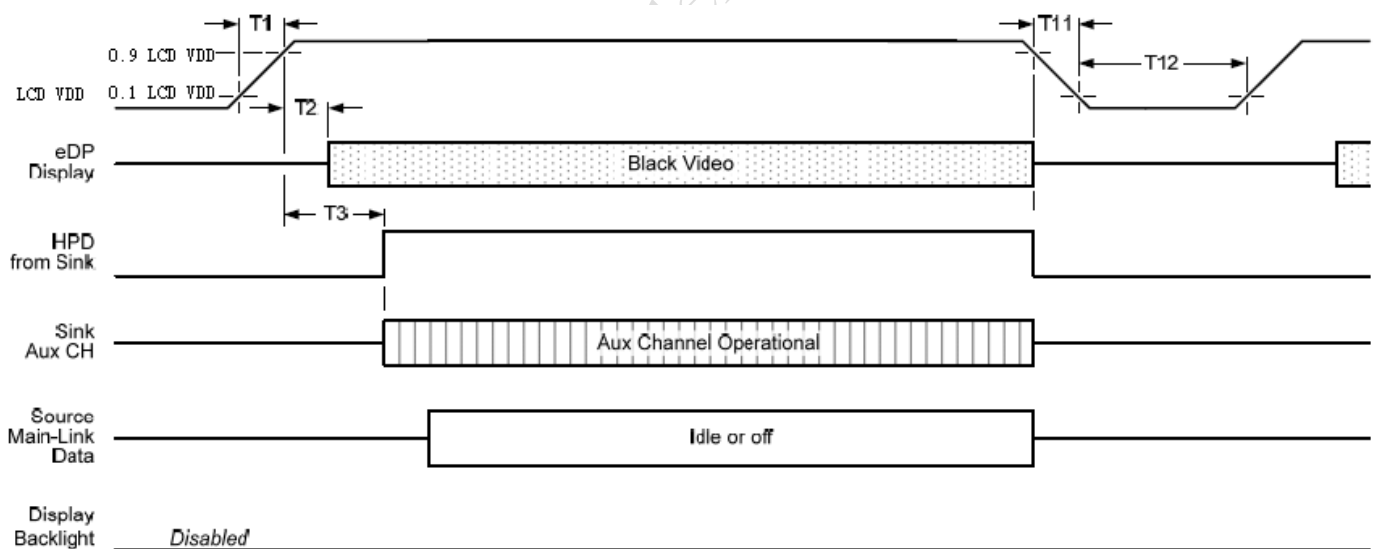 T1
T11
0.9 LCD VDD
T12
LCD VDD
0.1 LCD VDD
T2
eDP
Display
Black Video
T3
HPD
from Sink
Sink
Aux CH
Aux Channel Operational
Source
Main-Link
Data
Idle or off
Display
Backlight
Disabled